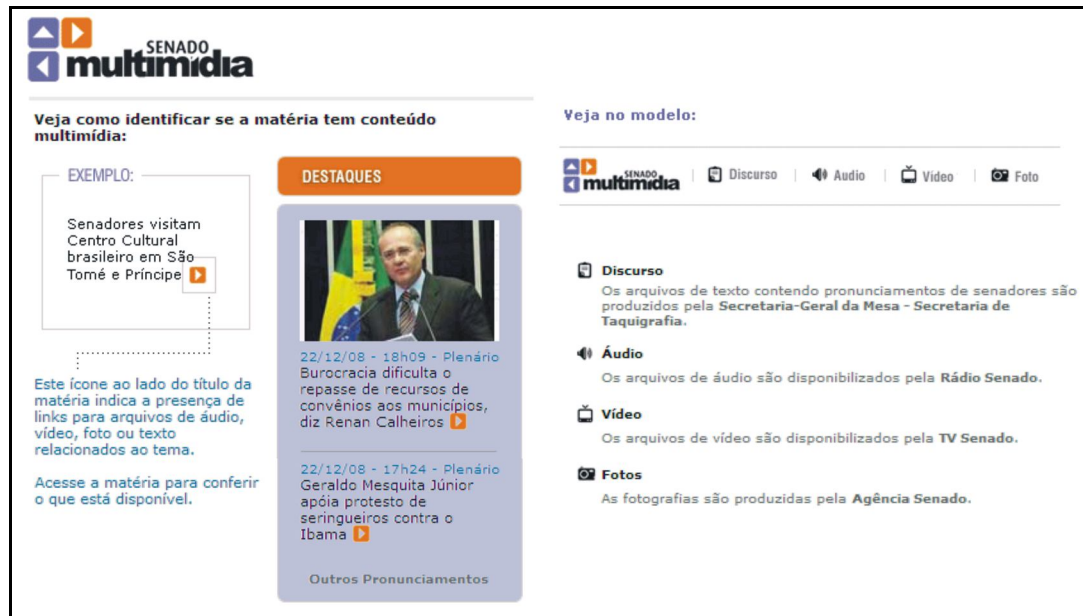 SENADO
multimídia
Veja como identificar se a matéria tem conteúdo
multimídia:
EXEMPLO:
Senadores visitam
Centro Cultural
brasileiro em São
Tomé e Príncipe
Este ícone ao lado do título da
matéria indica a presença de
links para arquivos de áudio,
vídeo, foto ou texto
relacionados ao tema.
Acesse a matéria para conferir
o que está disponível.
DESTAQUES
22/12/08 - 18h09 - Plenário
Burocracia dificulta o
repasse de recursos de
convênios aos municípios,
diz Renan Calheiros
22/12/08 - 17h24 - Plenário
Geraldo Mesquita Júnior
apóia protesto de
seringueiros contra o
Ibama
Outros Pronunciamentos
Veja no modelo:
SENADO
multimídia | Discurso | Audio | Vídeo | Foto
Discurso
Os arquivos de texto contendo pronunciamentos de senadores são
produzidos pela Secretaria-Geral da Mesa - Secretaria de
Taquigrafia.
Áudio
Os arquivos de áudio são disponibilizados pela Rádio Senado.
Vídeo
Os arquivos de vídeo são disponibilizados pela TV Senado.
Fotos
As fotografias são produzidas pela Agência Senado.